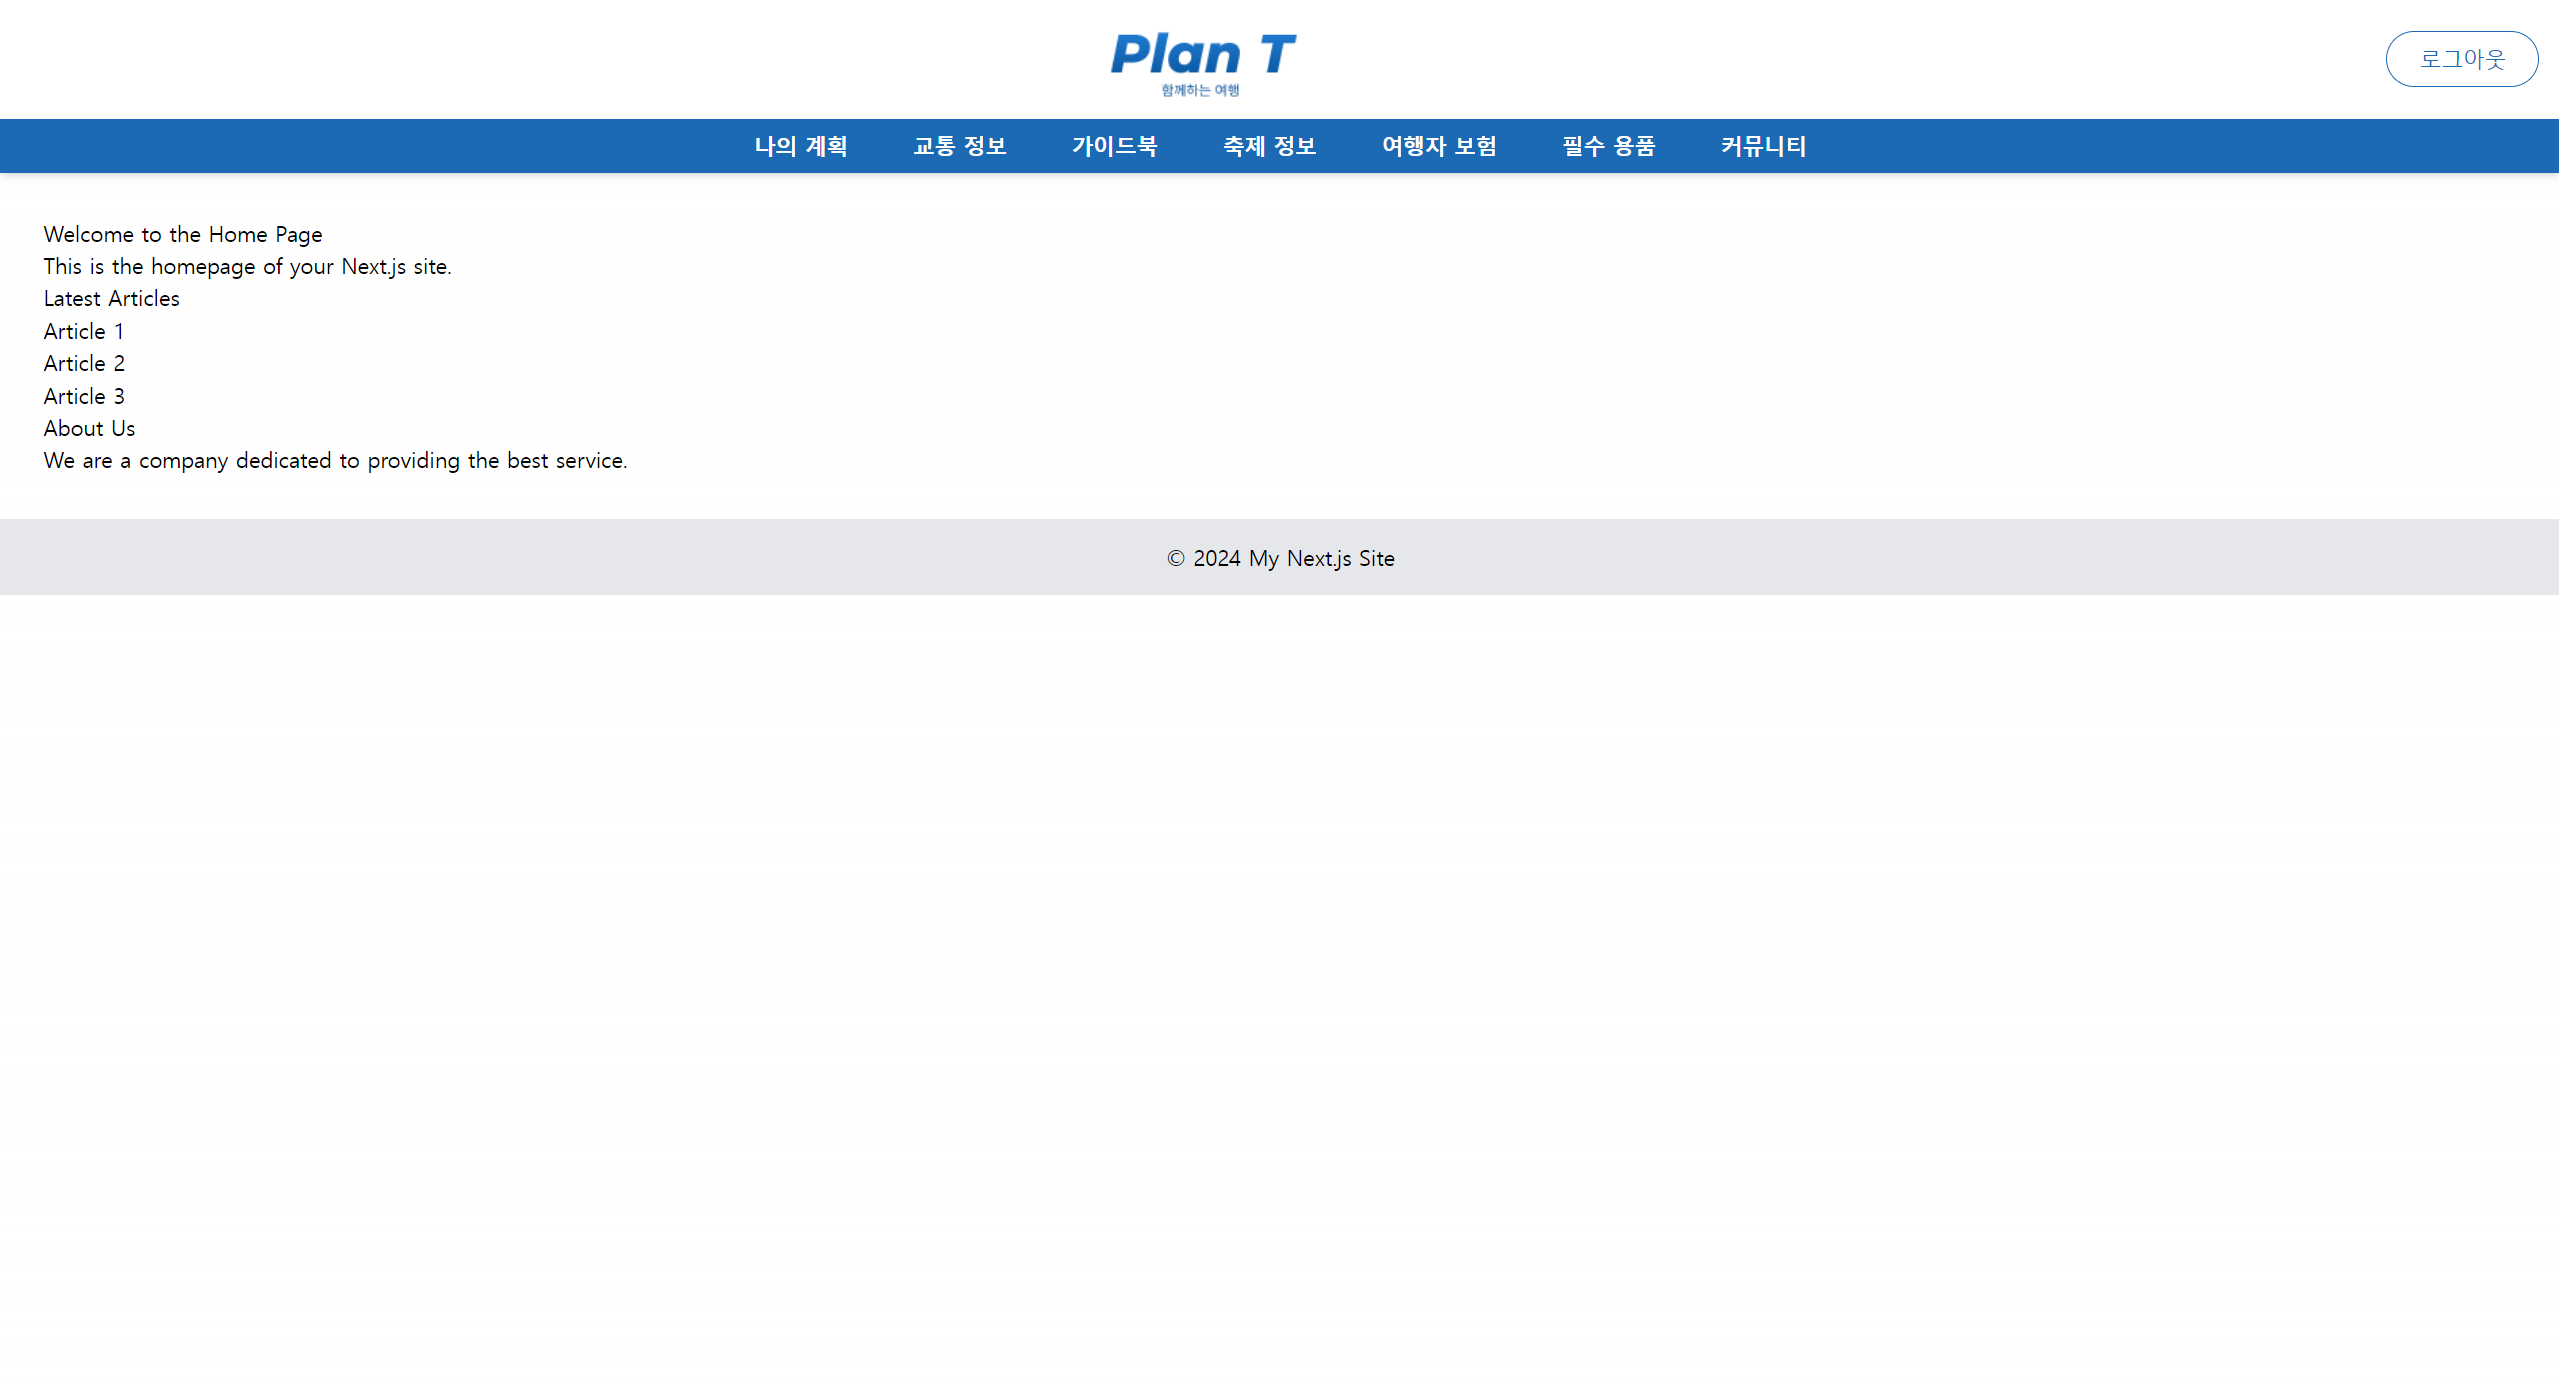 Plan T
함께하는 여행
로그아웃
나의 계획 교통 정보 가이드북 축제 정보 여행자 보험 필수 용품 커뮤니티
Welcome to the Home Page
This is the homepage of your Next.js site.
Latest Articles
Article 1
Article 2
Article 3
About Us
We are a company dedicated to providing the best service.
© 2024 My Next.js Site